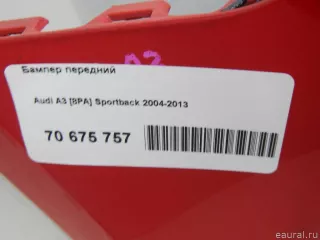 A3
Бампер передний
Audi A3 [8PA] Sportback 2004-2013
70 675 757
eaural.ru